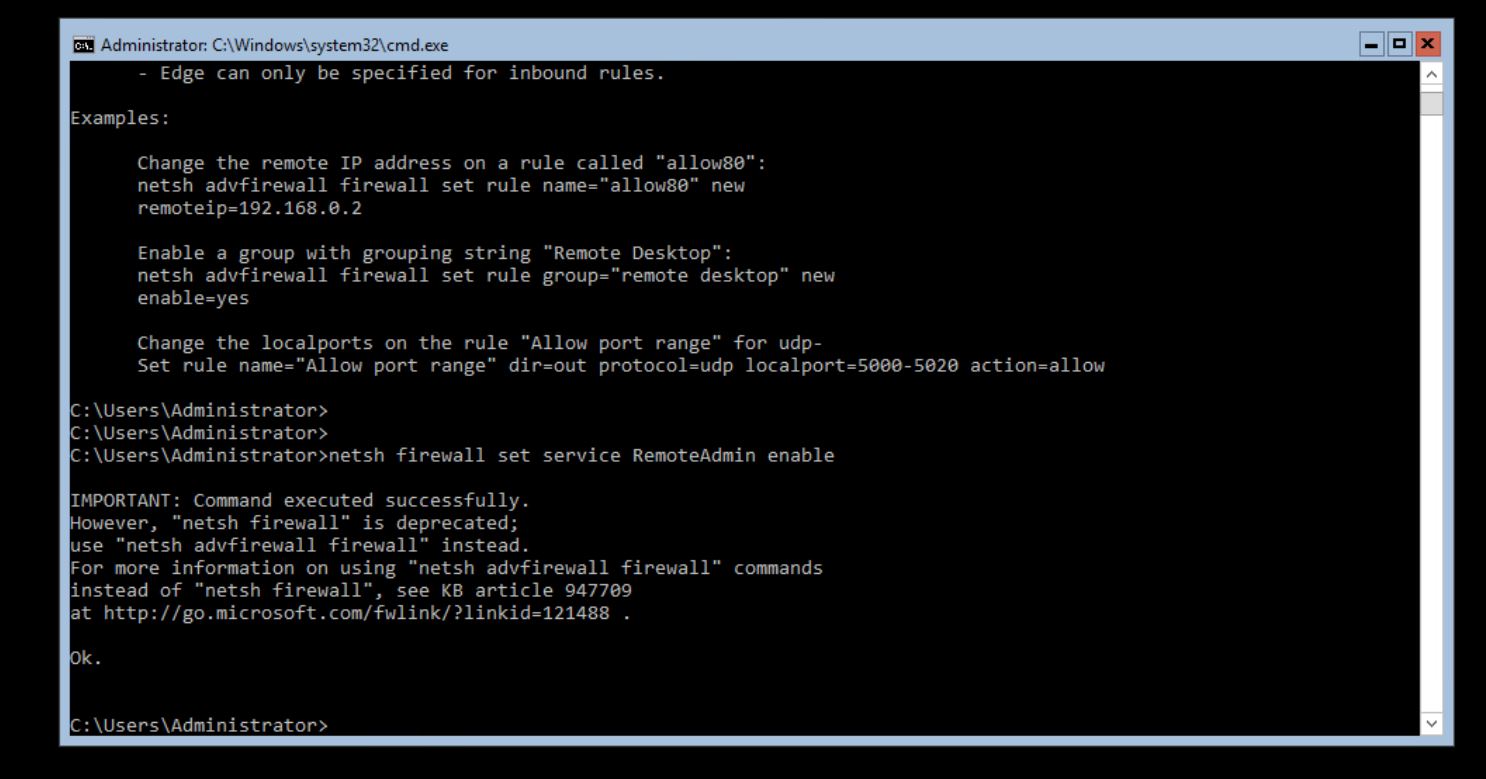 Administrator: C:\Windows\system32\cmd.exe
- Edge can only be specified for inbound rules.
Examples:
Change the remote IP address on a rule called "allow80":
netsh advfirewall firewall set rule name="allow80" new
remoteip=192.168.0.2
Enable a group with grouping string "Remote Desktop":
netsh advfirewall firewall set rule group="remote desktop" new
enable=yes
Change the localports on the rule "Allow port range" for udp-
Set rule name="Allow port range" dir=out protocol=udp localport=5000-5020 action=allow
C:\Users\Administrator>
C:\Users\Administrator>
C:\Users\Administrator>netsh firewall set service RemoteAdmin enable
IMPORTANT: Command executed successfully.
However, "netsh firewall" is deprecated;
use "netsh advfirewall firewall" instead.
For more information on using "netsh advfirewall firewall" commands
instead of "netsh firewall", see KB article 947709
at http://go.microsoft.com/fwlink/?linkid=121488 .
Ok.
C:\Users\Administrator>